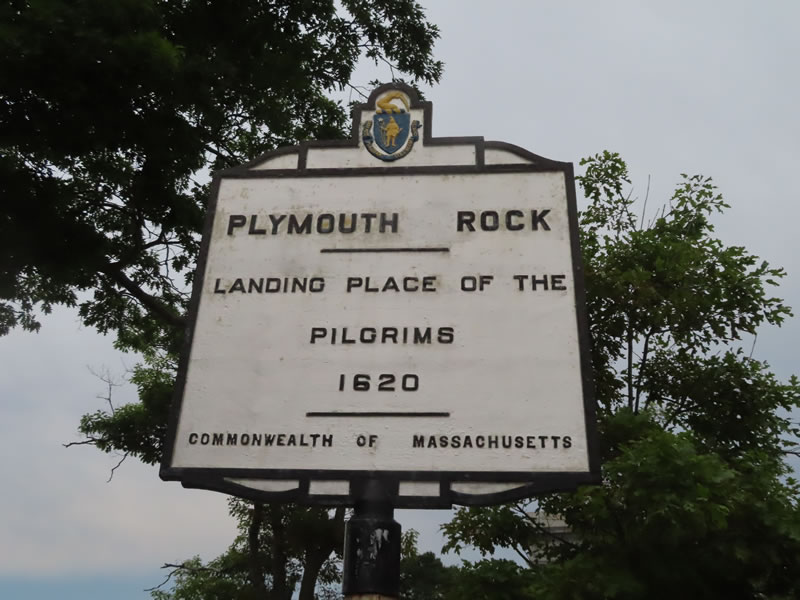 PLYMOUTH ROCK
LANDING PLACE OF THE
PILGRIMS
1620
COMMONWEALTH OF MASSACHUSETTS